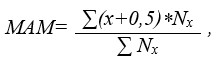 MAM= ∑(x+0,5)*Nₓ / ∑Nₓ ,